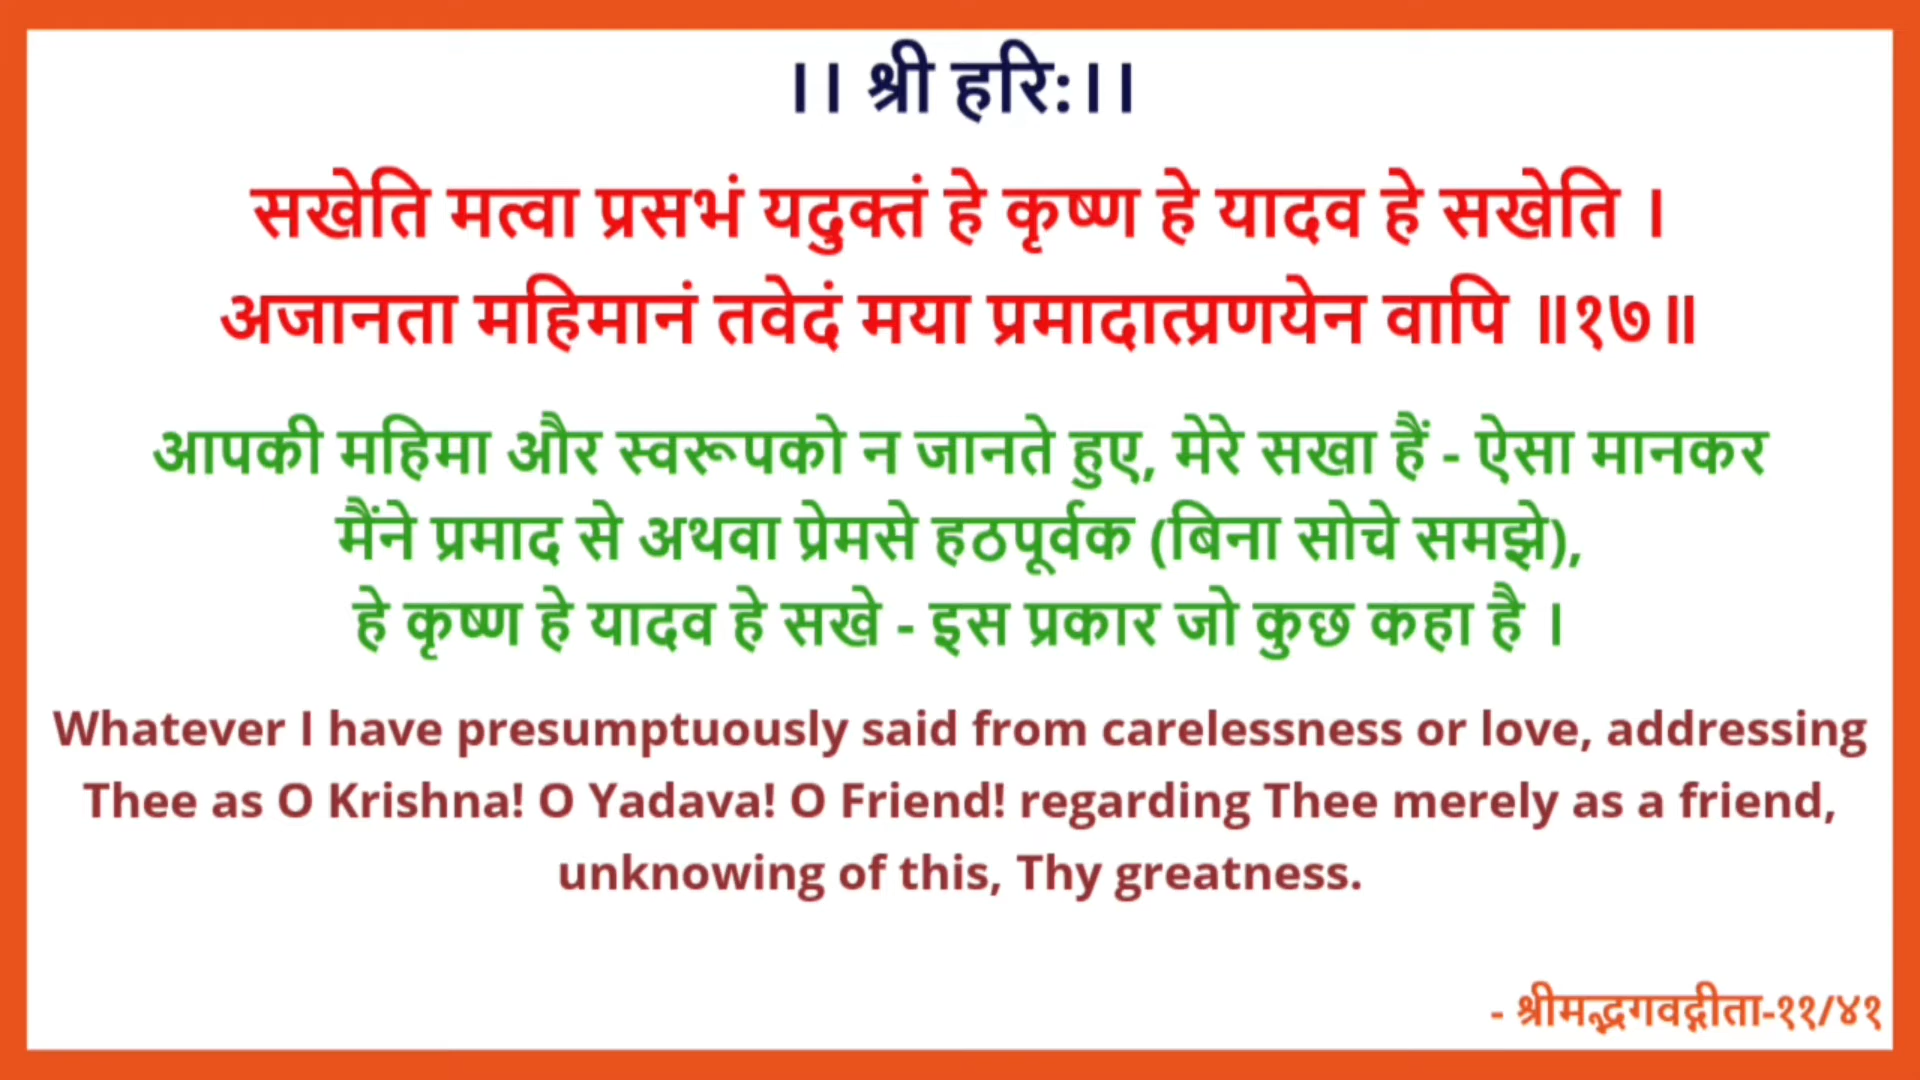 ।। श्री हरि:।।
सखेति मत्वा प्रसभं यदुक्तं हे कृष्ण हे यादव हे सखेति ।
अजानता महिमानं तवेदं मया प्रमादात्प्रणयेन वापि ॥१७॥
आपकी महिमा और स्वरूपको न जानते हुए, मेरे सखा हैं - ऐसा मानकर
मैंने प्रमाद से अथवा प्रेमसे हठपूर्वक (बिना सोचे समझे),
हे कृष्ण हे यादव हे सखे - इस प्रकार जो कुछ कहा है ।
Whatever I have presumptuously said from carelessness or love, addressing
Thee as O Krishna! O Yadava! O Friend! regarding Thee merely as a friend,
unknowing of this, Thy greatness.
- श्रीमद्भगवद्गीता-११/४१